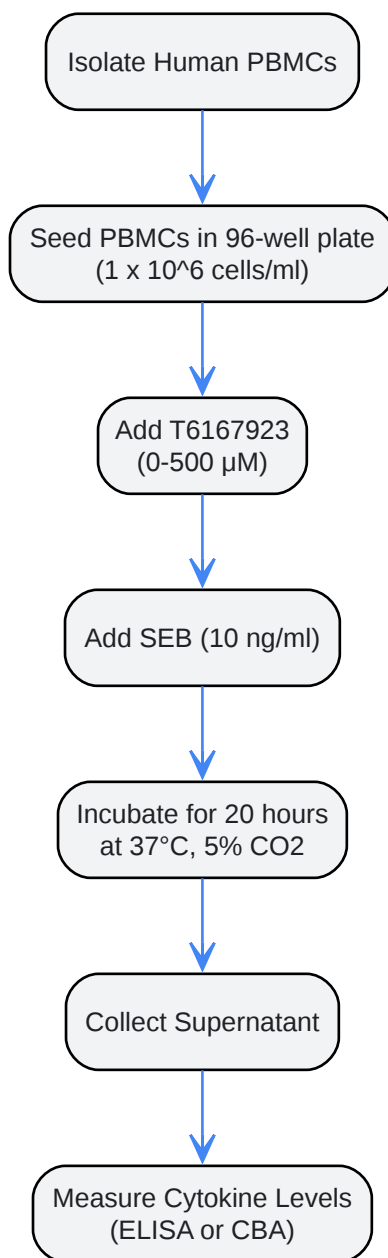 Isolate Human PBMCs
Seed PBMCs in 96-well plate
(1 x 10^6 cells/ml)
Add T6167923
(0-500 μM)
Add SEB (10 ng/ml)
Incubate for 20 hours
at 37°C, 5% CO2
Collect Supernatant
Measure Cytokine Levels
(ELISA or CBA)